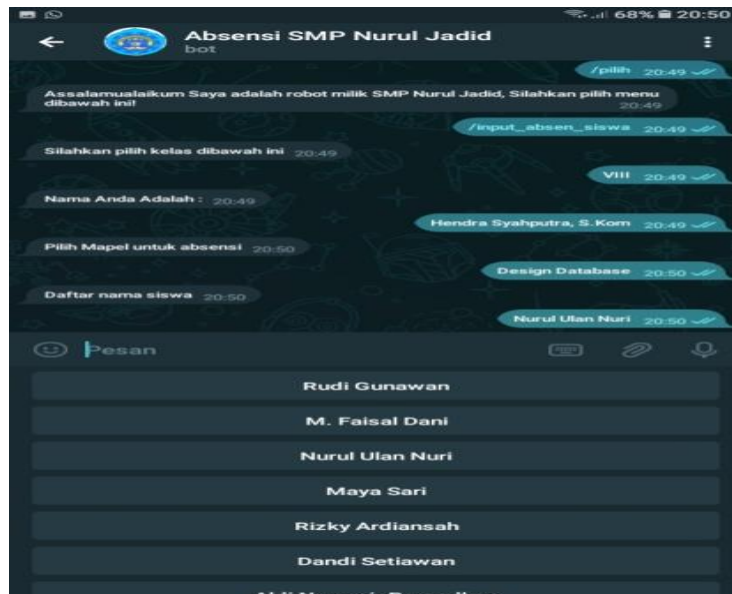 68% 20:50
Absensi SMP Nurul Jadid
bot
/pilih 20:49
Assalamualaikum Saya adalah robot milik SMP Nurul Jadid, Silahkan pilih menu
dibawah ini! 20:49
/input_absen_siswa 20:49
Silahkan pilih kelas dibawah ini 20:49
VIII 20:49
Nama Anda Adalah : 20:49
Hendra Syahputra, S.Kom 20:49
Pilih Mapel untuk absensi 20:50
Design Database 20:50
Daftar nama siswa 20:50
Nurul Ulan Nuri 20:50
Pesan
Rudi Gunawan
M. Faisal Dani
Nurul Ulan Nuri
Maya Sari
Rizky Ardiansah
Dandi Setiawan